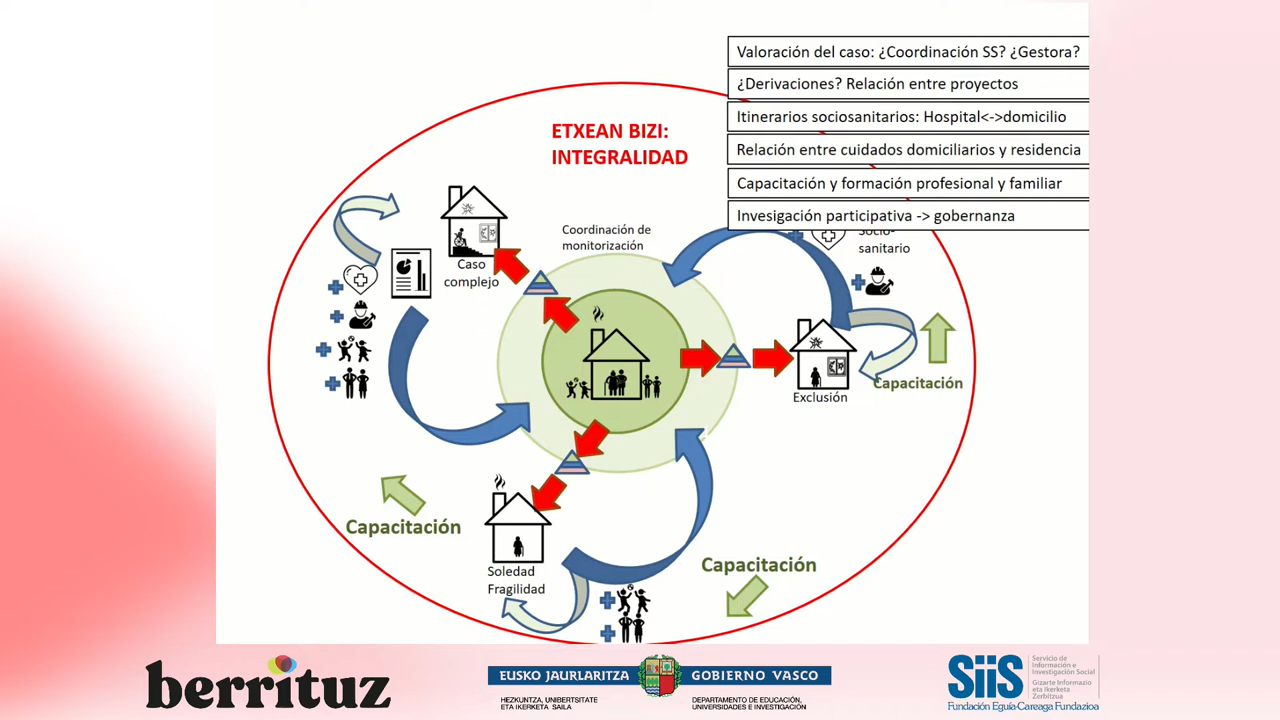 Valoración del caso: ¿Coordinación SS? ¿Gestora?
¿Derivaciones? Relación entre proyectos
Itinerarios sociosanitarios: Hospital<->domicilio
Relación entre cuidados domiciliarios y residencia
Capacitación y formación profesional y familiar
Invesigación participativa -> gobernanza
ETXEAN BIZI:
INTEGRALIDAD
Coordinación de
monitorización
Socio-
sanitario
Caso
complejo
Exclusión
Capacitación
Capacitación
Soledad
Fragilidad
Capacitación
berrituz
EUSKO JAURLARITZA
GOBIERNO VASCO
HEZKUNTZA, UNIBERTSITATE
ETA IKERKETA SAILA
DEPARTAMENTO DE EDUCACIÓN,
UNIVERSIDADES E INVESTIGACIÓN
SiiS
Servicio de
Información e
Investigación Social
Gizarte Informazio
eta Ikerketa
Zerbitzua
Fundación Eguía-Careaga Fundazioa